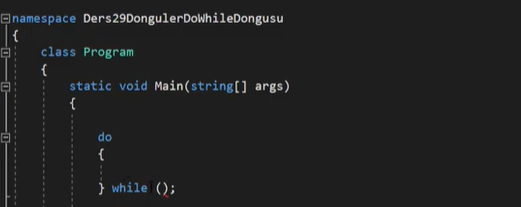 namespace Ders29DongulerDoWhileDongusu
{
class Program
{
static void Main(string[] args)
{
do
{
} while ();